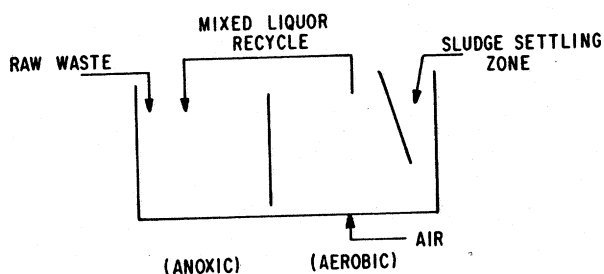 MIXED LIQUOR
RECYCLE
RAW WASTE
SLUDGE SETTLING
ZONE
AIR
(ANOXIC)
(AEROBIC)